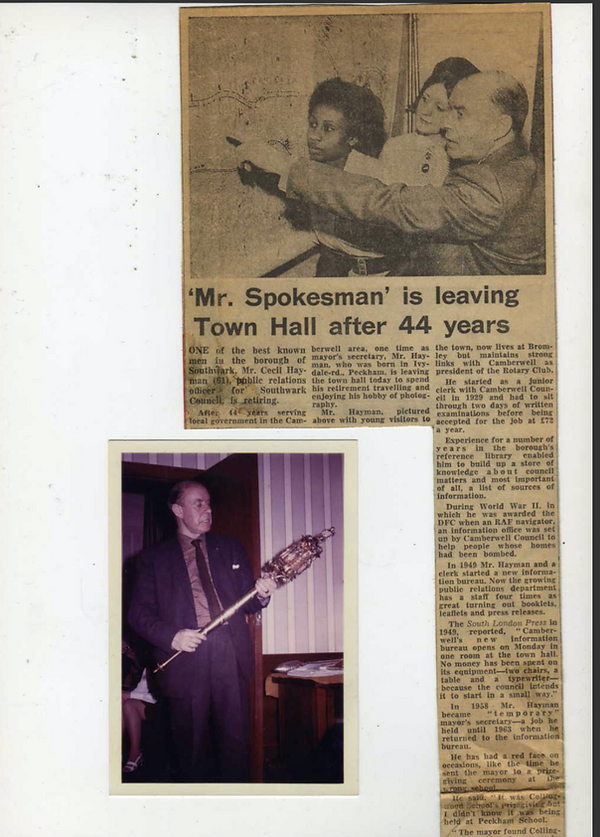 'Mr. Spokesman' is leaving
Town Hall after 44 years
ONE of the best known
men in the borough of
Southwark, Mr. Cecil Hay-
man (61), public relations
officer for Southwark
Council, is retiring.
After 44 years serving
local government in the Cam-
berwell area, one time as
mayor's secretary, Mr. Hay-
man, who was born in Ivy-
dale-rd., Peckham, is leaving
the town hall today to spend
his retirement travelling and
enjoying his hobby of photog-
raphy.
Mr. Hayman, pictured
above with young visitors to
the town, now lives at Brom-
ley but maintains strong
links with Camberwell as
president of the Rotary Club.
He started as a junior
clerk with Camberwell Coun-
cil in 1929 and had to sit
through two days of written
examinations before being
accepted for the job at £72
a year.
Experience for a number of
years in the borough's
reference library enabled
him to build up a store of
knowledge about council
matters and most important
of all, a list of sources of
information.
During World War II, in
which he was awarded the
DFC when an RAF navigator,
an information office was set
up by Camberwell Council to
help people whose homes
had been bombed.
In 1949 Mr. Hayman and a
clerk started a new informa-
tion bureau. Now the growing
public relations department
has a staff four times as
great turning out booklets,
leaflets and press releases.
The South London Press in
1949, reported, "Camber-
well's new information
bureau opens on Monday in
one room at the town hall.
No money has been spent on
its equipment—two chairs, a
table and a typewriter—
because the council intends
it to start in a small way."
In 1958 Mr. Hayman
became "temporary"
mayor's secretary—a job he
held until 1963 when he
returned to the information
bureau.
He has had a red face on
occasions, like the time he
sent the mayor to a prize-
giving ceremony at the
wrong school.
He said, "It was Colling-
wood School's prizegiving but
I didn't know it was being
held at Peckham School.
"The mayor found Colling-